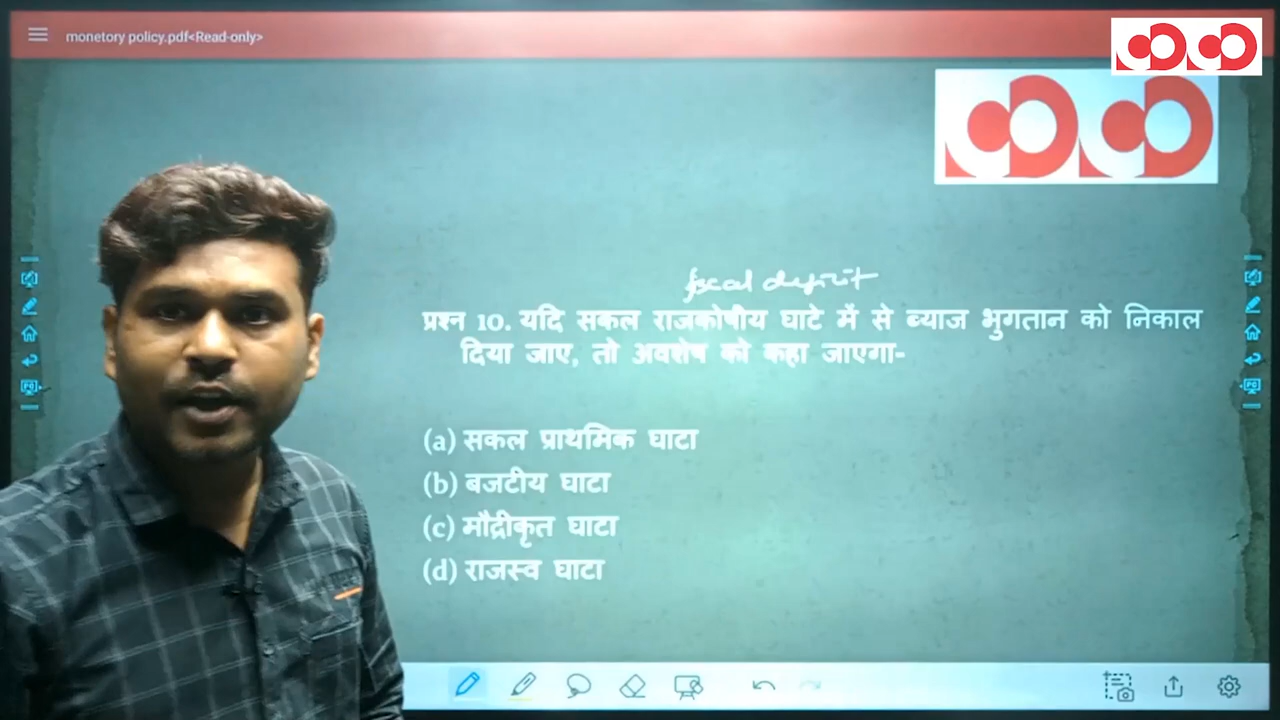 monetory policy.pdf<Read-only>
fiscal deficit
प्रश्न 10. यदि सकल राजकोषीय घाटे में से ब्याज भुगतान को निकाल
दिया जाए, तो अवशेष को कहा जाएगा-
(a) सकल प्राथमिक घाटा
(b) बजटीय घाटा
(c) मौद्रीकृत घाटा
(d) राजस्व घाटा